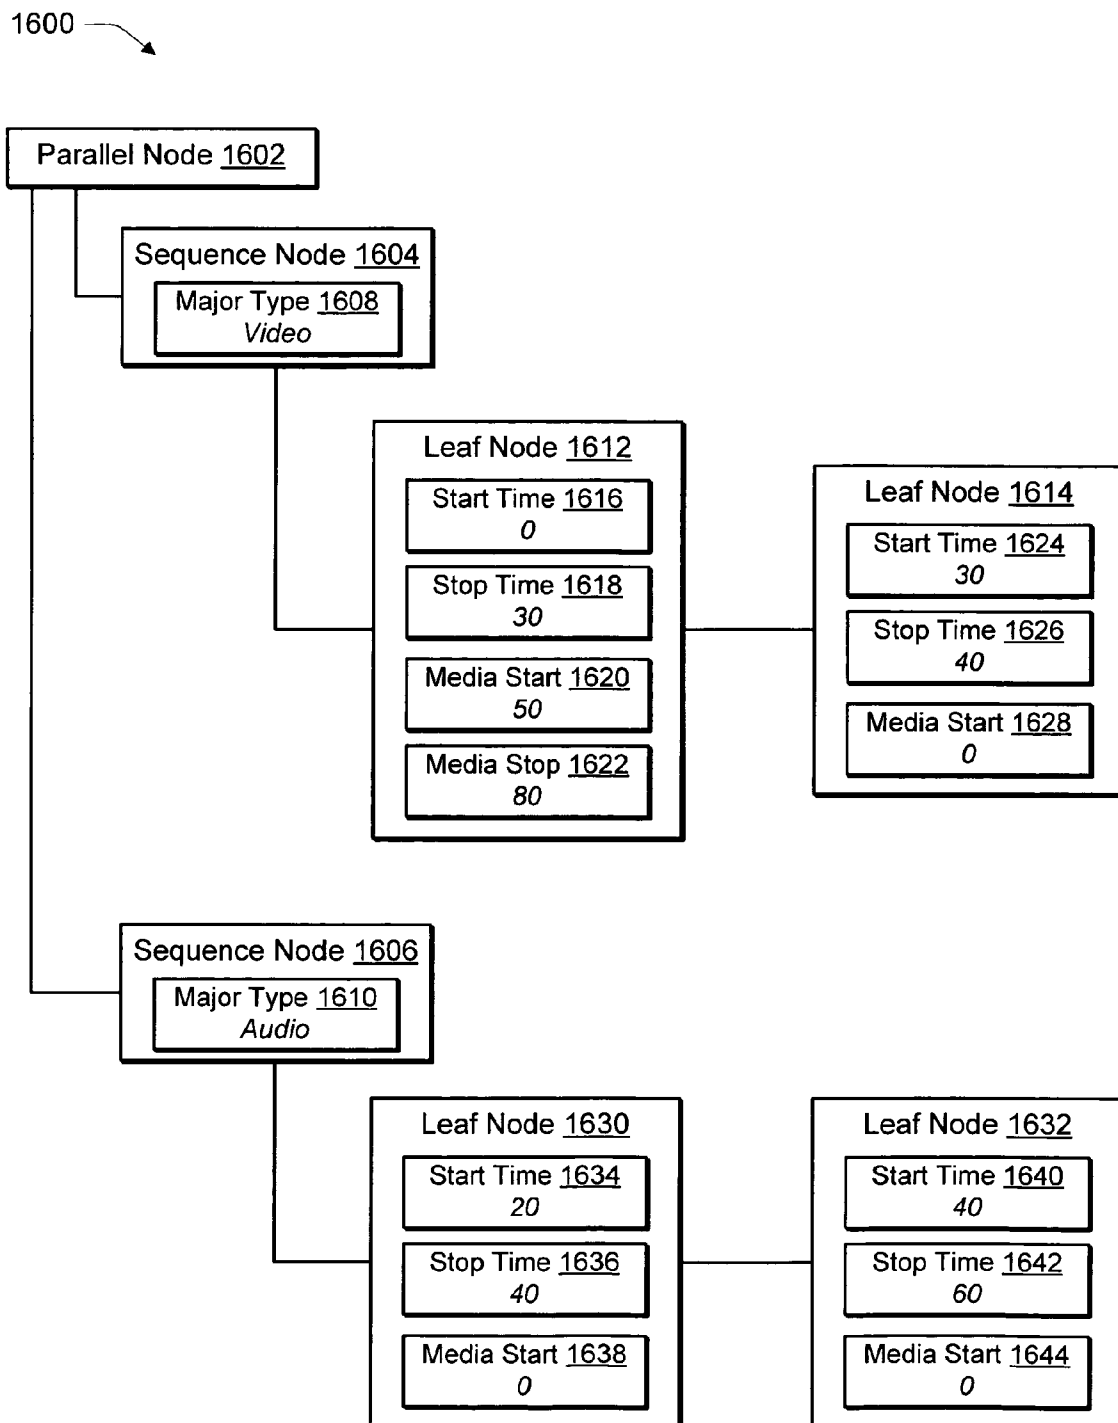 1600
Parallel Node 1602
Sequence Node 1604
Major Type 1608
Video
Leaf Node 1612
Start Time 1616
0
Stop Time 1618
30
Media Start 1620
50
Media Stop 1622
80
Leaf Node 1614
Start Time 1624
30
Stop Time 1626
40
Media Start 1628
0
Sequence Node 1606
Major Type 1610
Audio
Leaf Node 1630
Start Time 1634
20
Stop Time 1636
40
Media Start 1638
0
Leaf Node 1632
Start Time 1640
40
Stop Time 1642
60
Media Start 1644
0